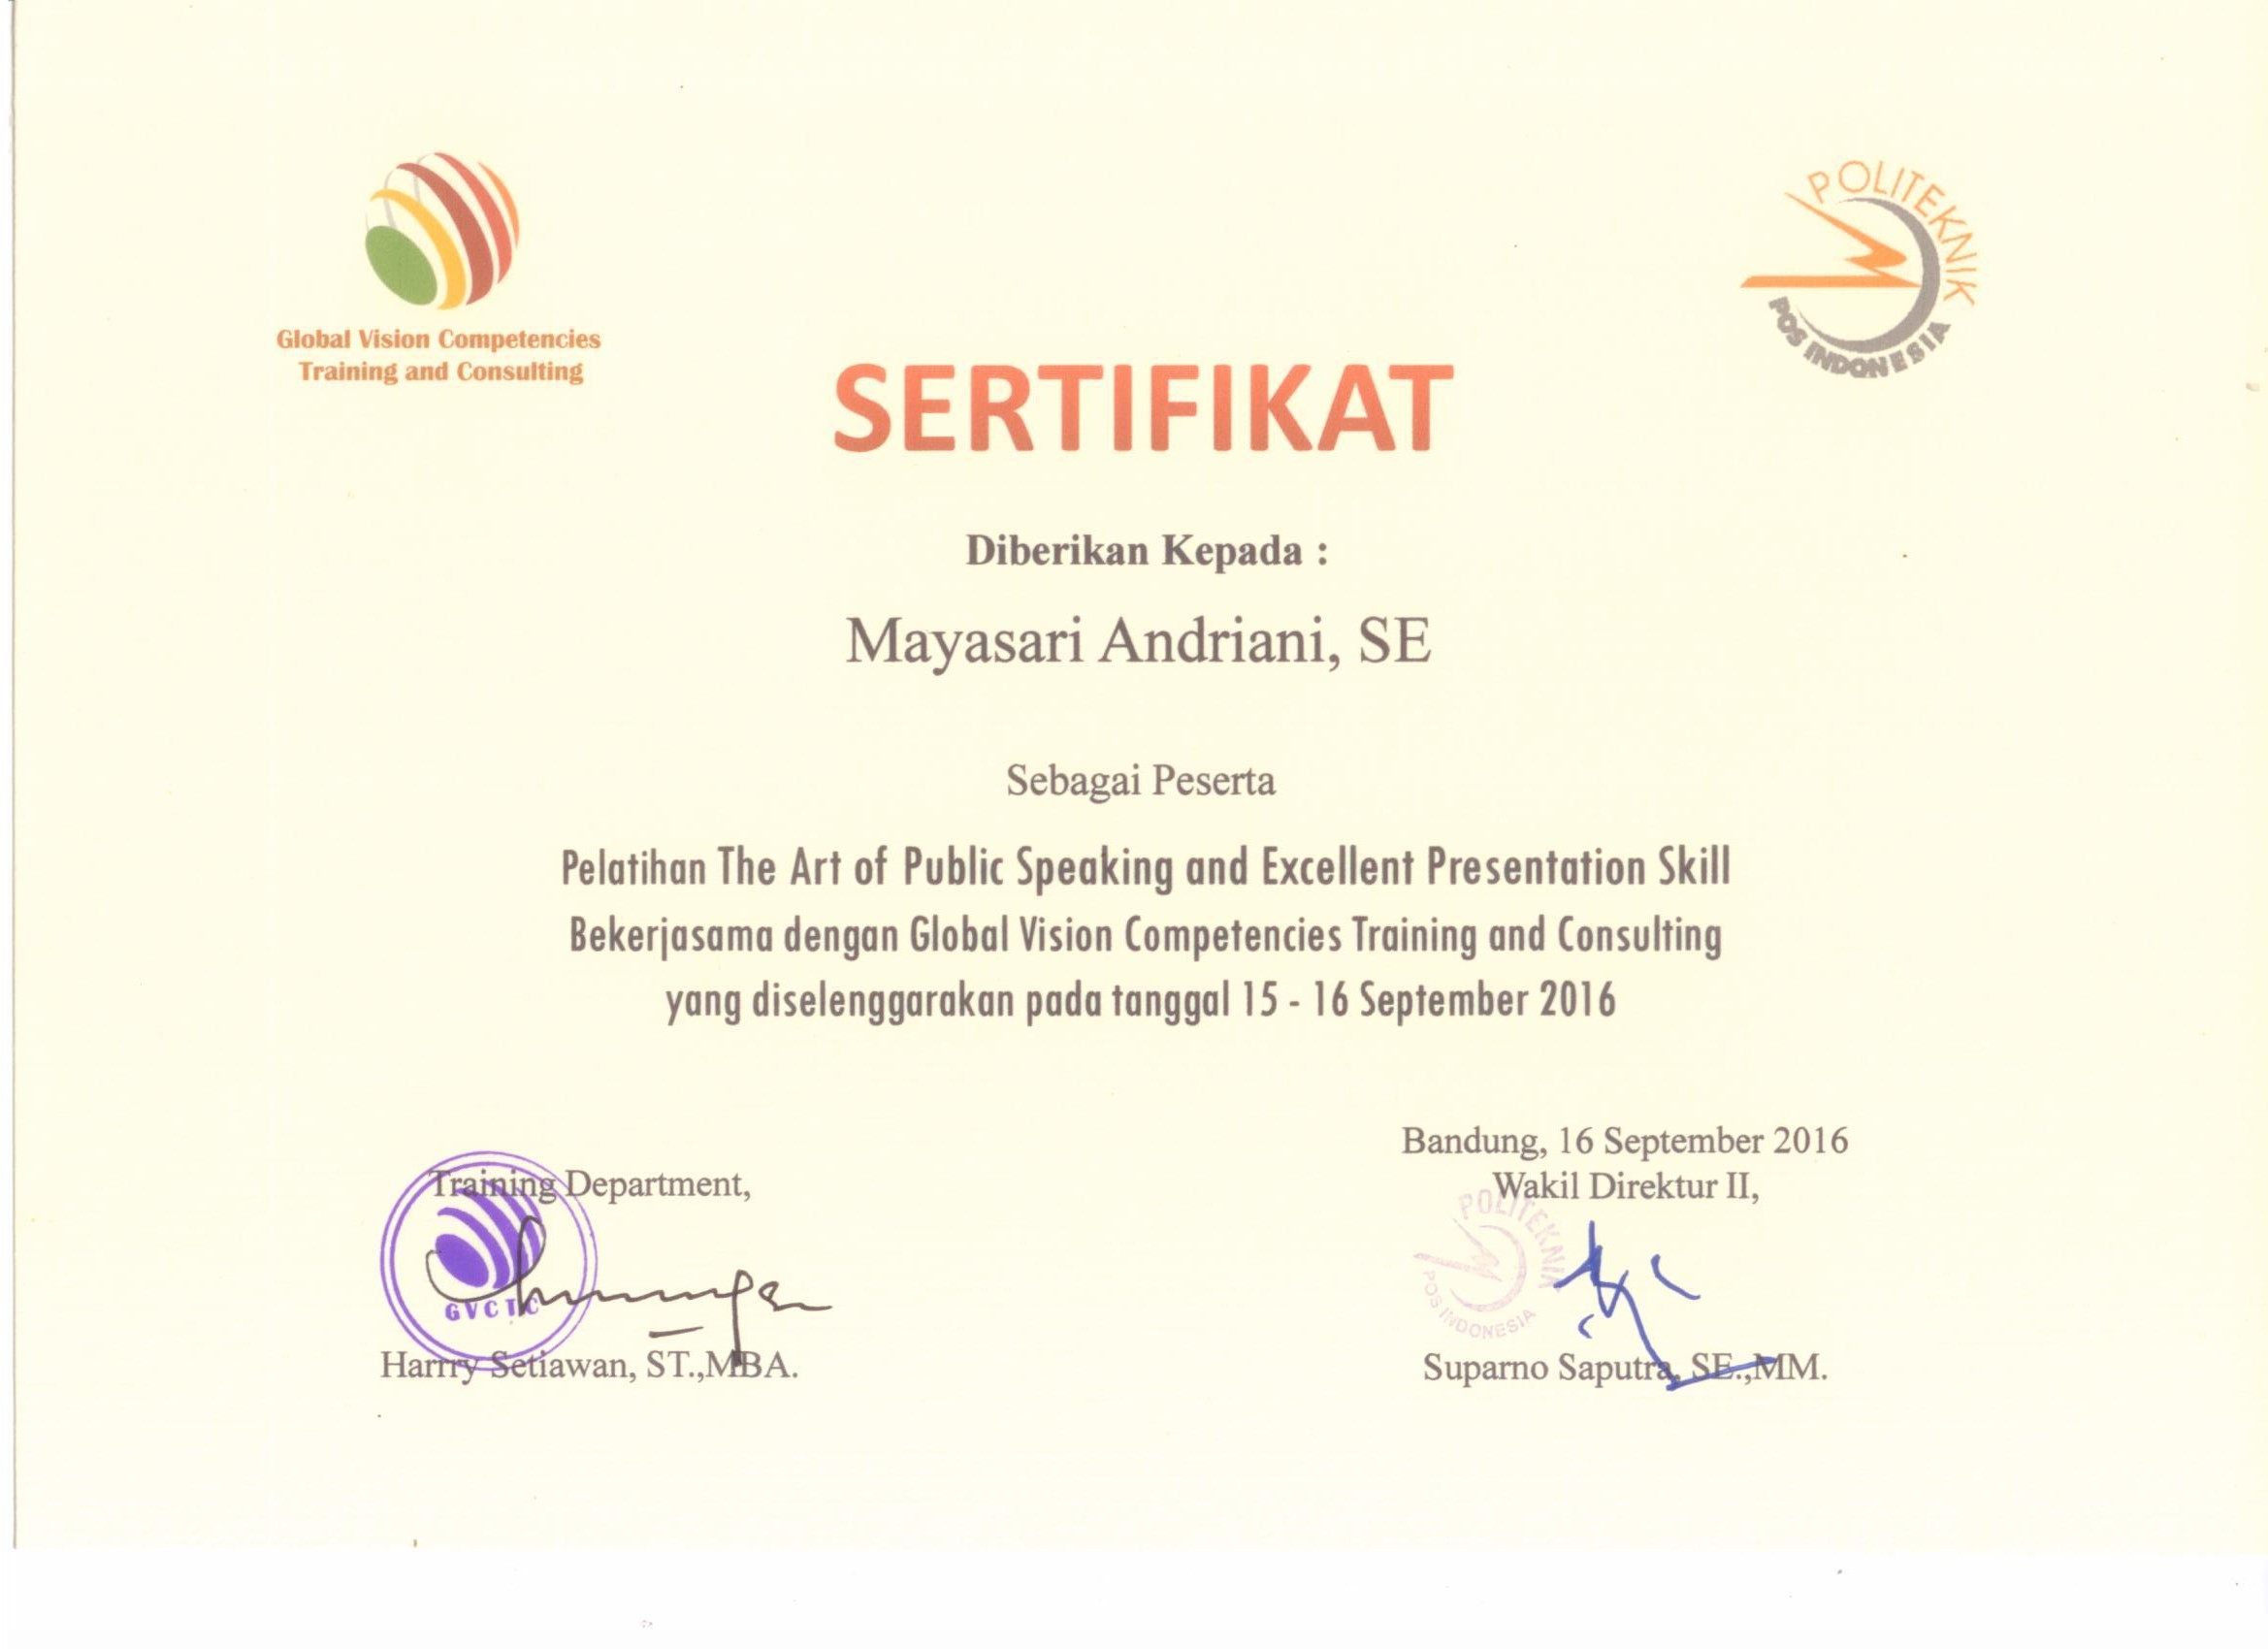 Global Vision Competencies
Training and Consulting
POLITEKNIK
POS INDONESIA
SERTIFIKAT
Diberikan Kepada :
Mayasari Andriani, SE
Sebagai Peserta
Pelatihan The Art of Public Speaking and Excellent Presentation Skill
Bekerjasama dengan Global Vision Competencies Training and Consulting
yang diselenggarakan pada tanggal 15 - 16 September 2016
Bandung, 16 September 2016
Training Department,
Wakil Direktur II,
GVCTC
POLITEKNIK
POS INDONESIA
Harrry Setiawan, ST.,MBA.
Suparno Saputra, SE.,MM.